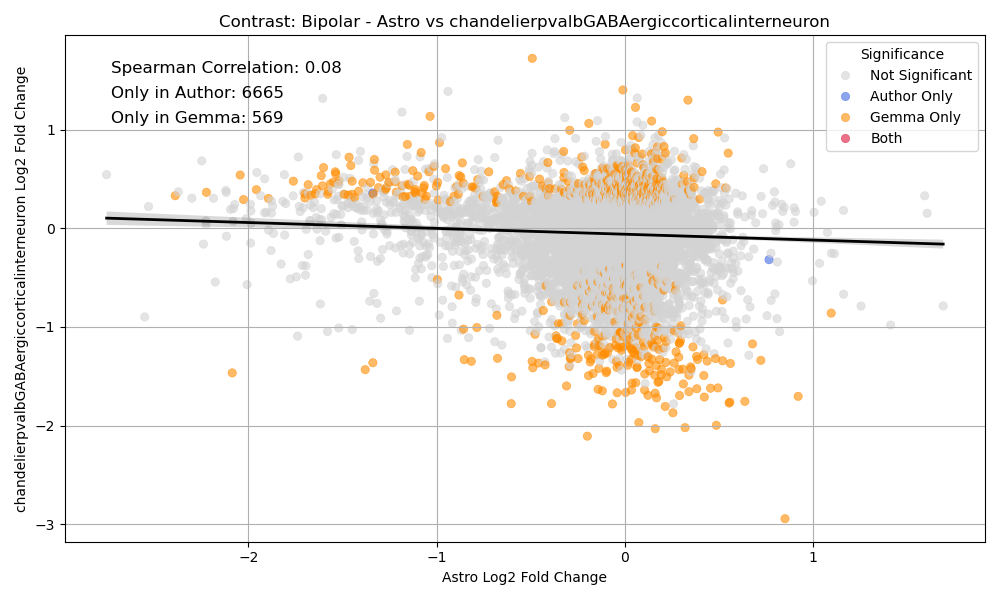 Contrast: Bipolar - Astro vs chandelierpvalbGABAergiccorticalinterneuron
Spearman Correlation: 0.08
Only in Author: 6665
Only in Gemma: 569
Significance
Not Significant
Author Only
Gemma Only
Both
chandelierpvalbGABAergiccorticalinterneuron Log2 Fold Change
1
0
−1
−2
−3
−2
−1
0
1
Astro Log2 Fold Change